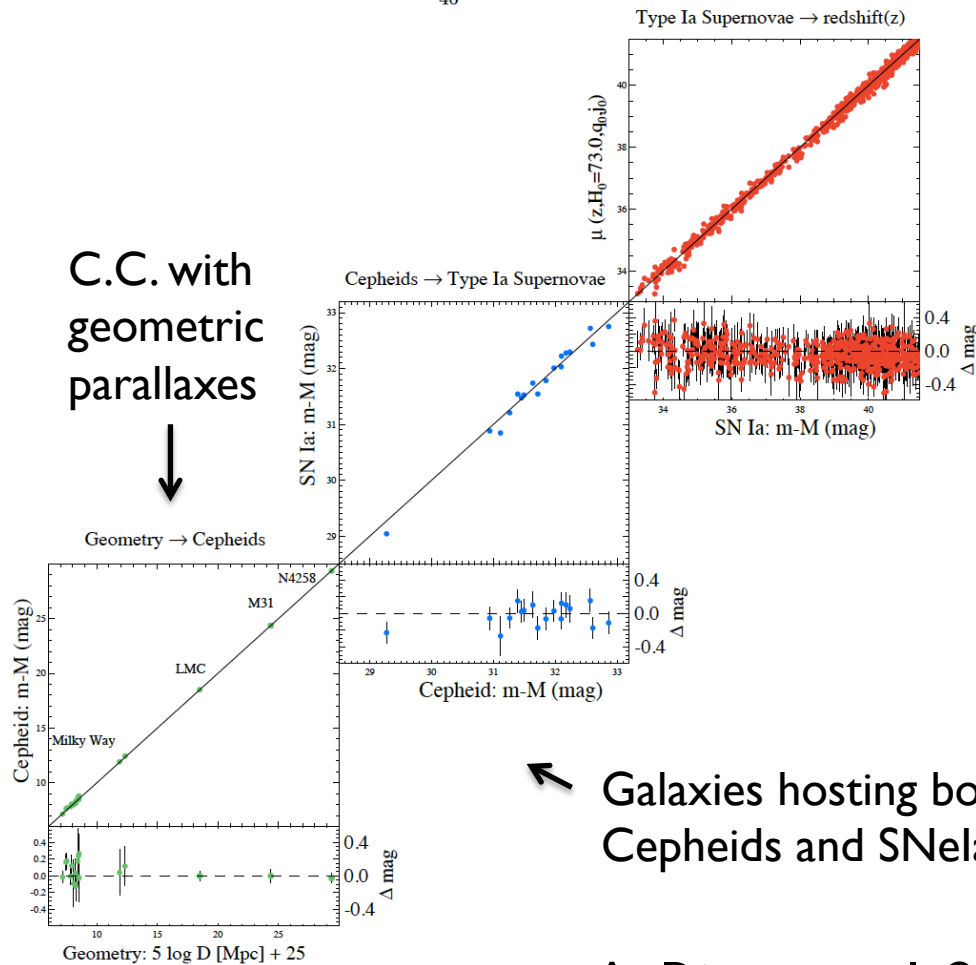 40
Type Ia Supernovae → redshift(z)
μ (z,H₀=73.0,q₀,j₀)
40
38
36
34
0.4
0.0
-0.4
Δ mag
34 36 38 40
SN Ia: m-M (mag)
C.C. with
geometric
parallaxes
Cepheids → Type Ia Supernovae
SN Ia: m-M (mag)
33
32
31
30
29
0.4
0.0
-0.4
Δ mag
29 30 31 32 33
Cepheid: m-M (mag)
Geometry → Cepheids
Cepheid: m-M (mag)
N4258
M31
25
LMC
20
15
Milky Way
10
0.4
0.2
0.0
-0.2
-0.4
0.4
0.0
-0.4
Δ mag
10 15 20 25
Geometry: 5 log D [Mpc] + 25
Galaxies hosting bo
Cepheids and SNeIa